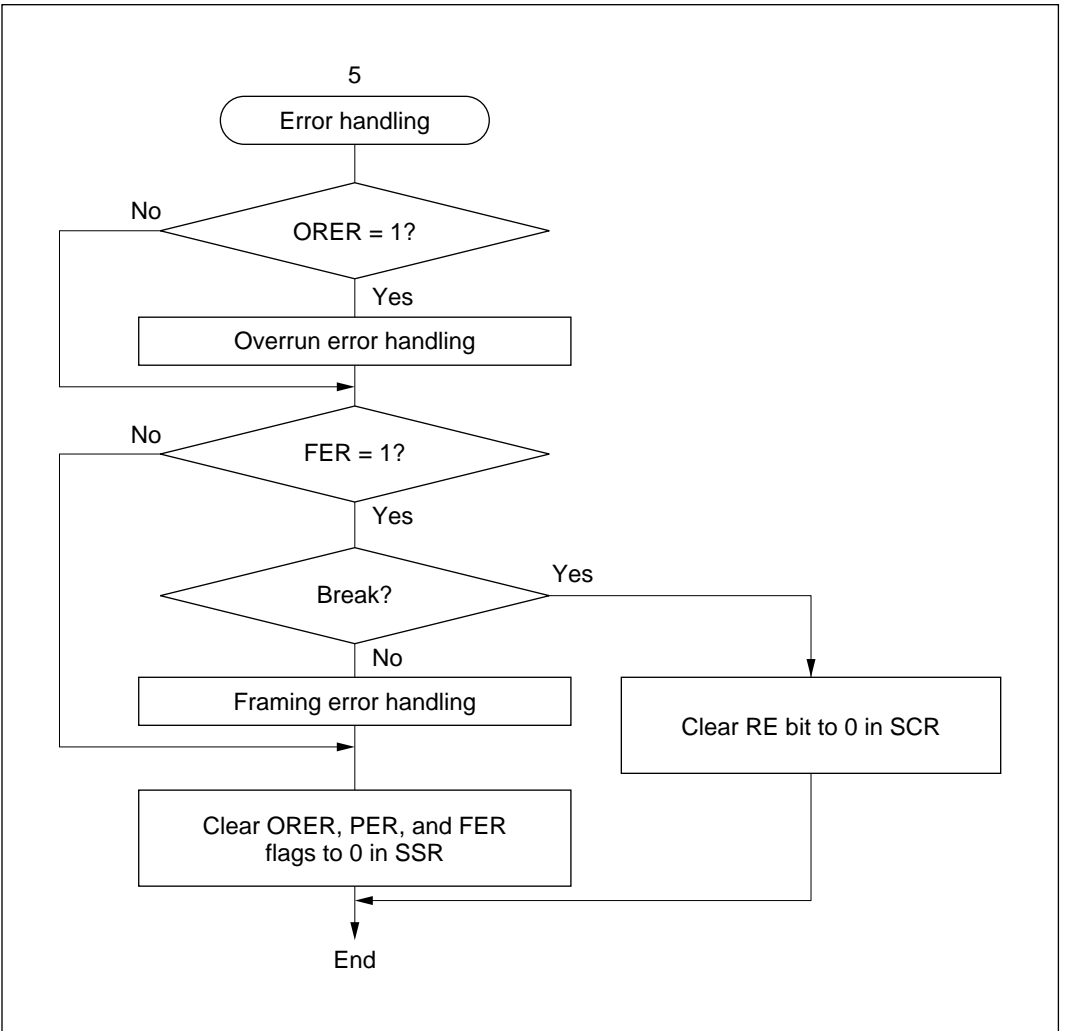 5
Error handling
No
ORER = 1?
Yes
Overrun error handling
No
FER = 1?
Yes
Break?
Yes
No
Framing error handling
Clear RE bit to 0 in SCR
Clear ORER, PER, and FER
flags to 0 in SSR
End